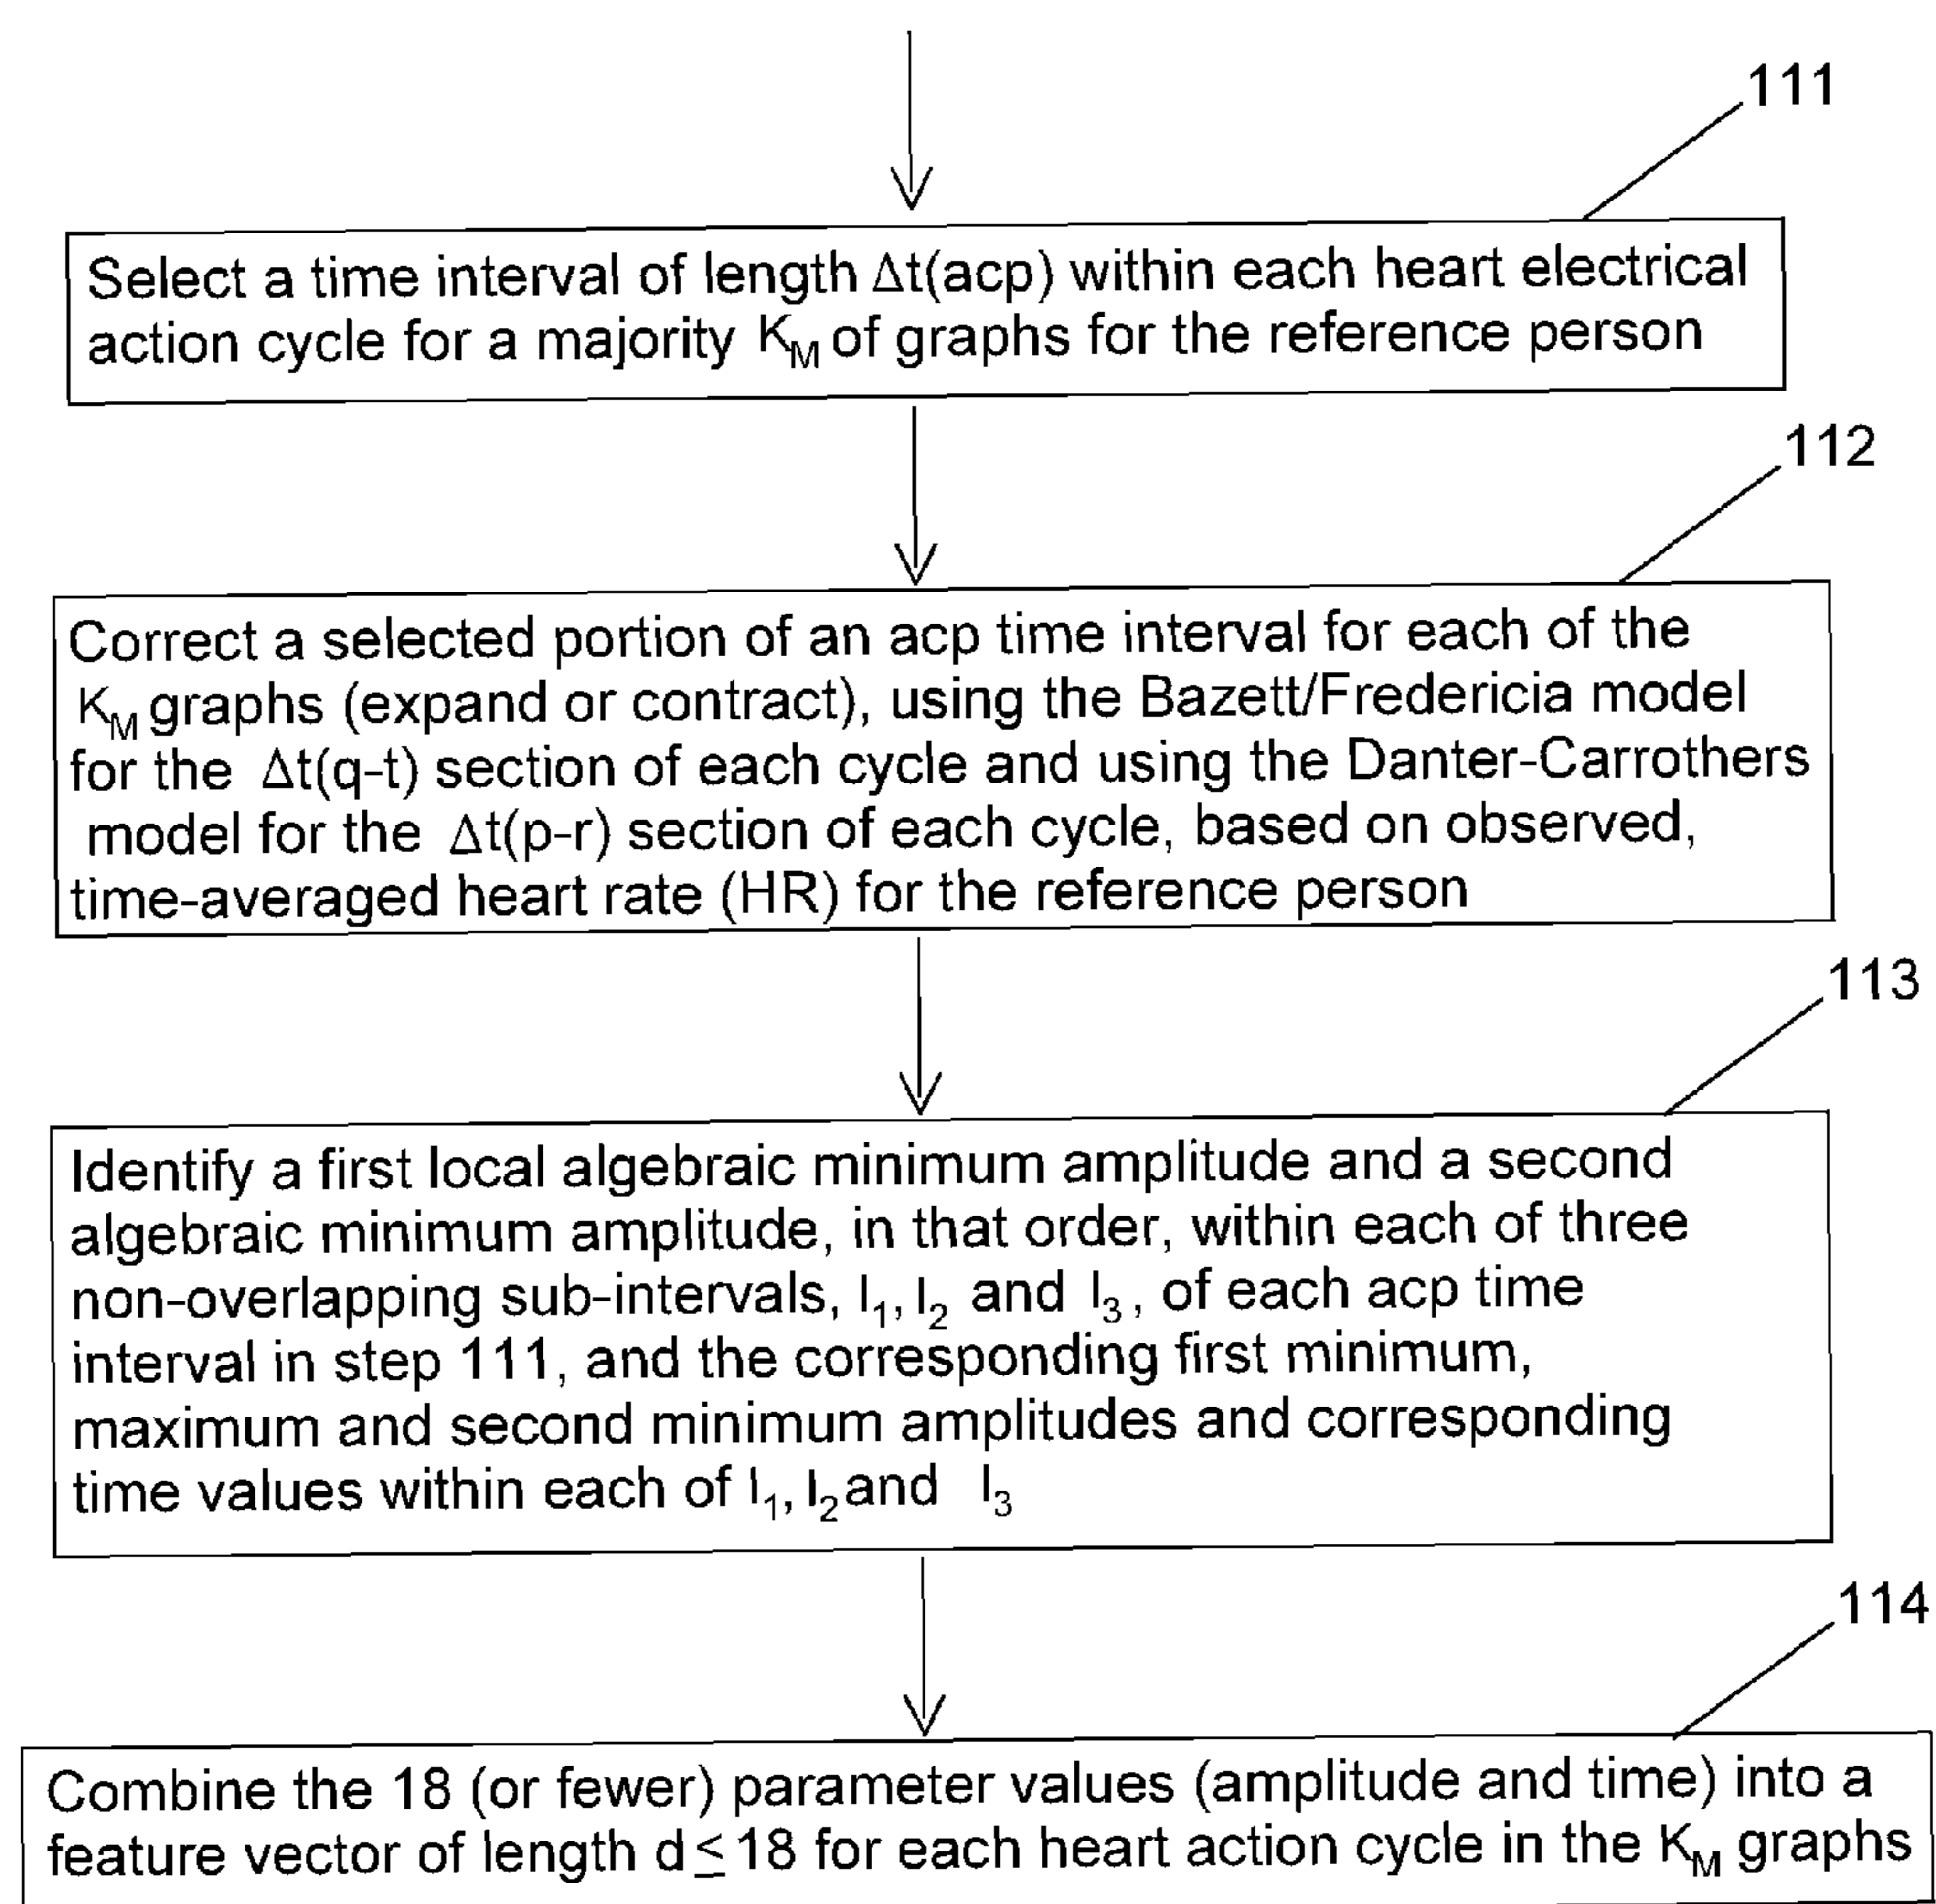 111
Select a time interval of length Δt(acp) within each heart electrical
action cycle for a majority K_M of graphs for the reference person
112
Correct a selected portion of an acp time interval for each of the
K_M graphs (expand or contract), using the Bazett/Fredericia model
for the Δt(q-t) section of each cycle and using the Danter-Carrothers
model for the Δt(p-r) section of each cycle, based on observed,
time-averaged heart rate (HR) for the reference person
113
Identify a first local algebraic minimum amplitude and a second
algebraic minimum amplitude, in that order, within each of three
non-overlapping sub-intervals, I₁, I₂ and I₃, of each acp time
interval in step 111, and the corresponding first minimum,
maximum and second minimum amplitudes and corresponding
time values within each of I₁, I₂ and I₃
114
Combine the 18 (or fewer) parameter values (amplitude and time) into a
feature vector of length d ≤ 18 for each heart action cycle in the K_M graphs